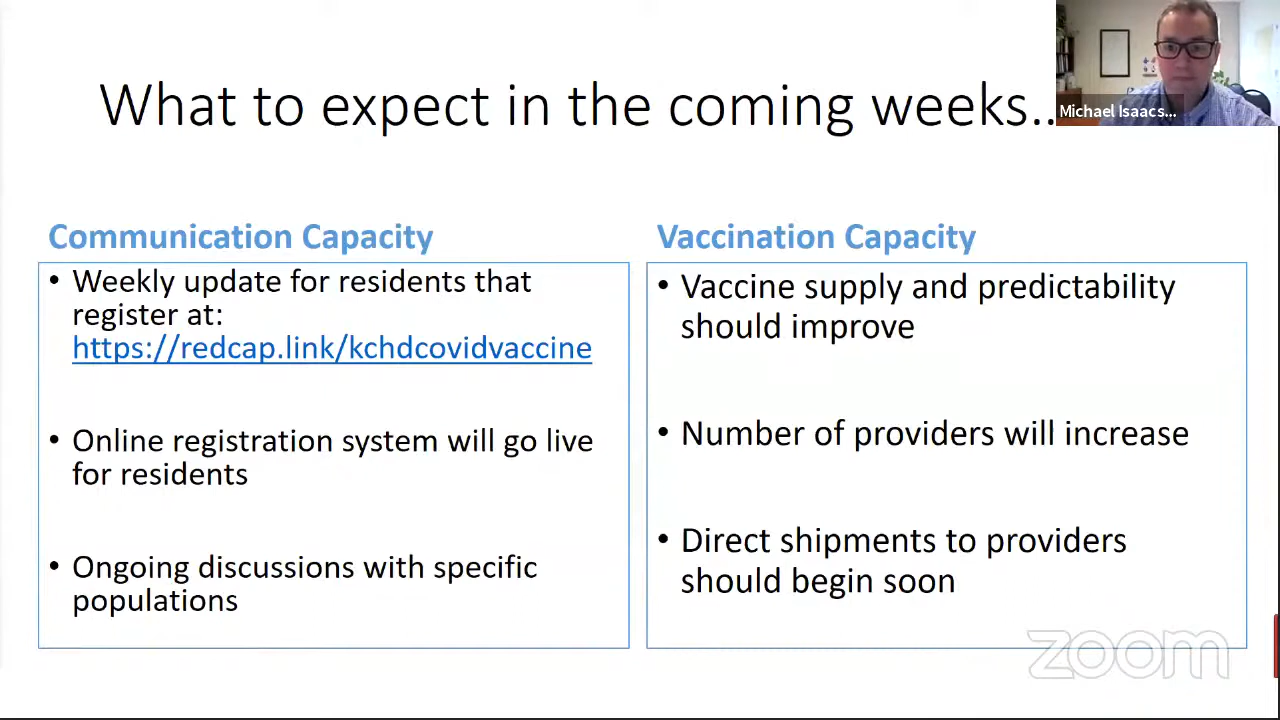 What to expect in the coming weeks..
Michael Isaacs...
Communication Capacity
• Weekly update for residents that
register at:
https://redcap.link/kchdcovidvaccine
• Online registration system will go live
for residents
• Ongoing discussions with specific
populations
Vaccination Capacity
• Vaccine supply and predictability
should improve
• Number of providers will increase
• Direct shipments to providers
should begin soon
zoom